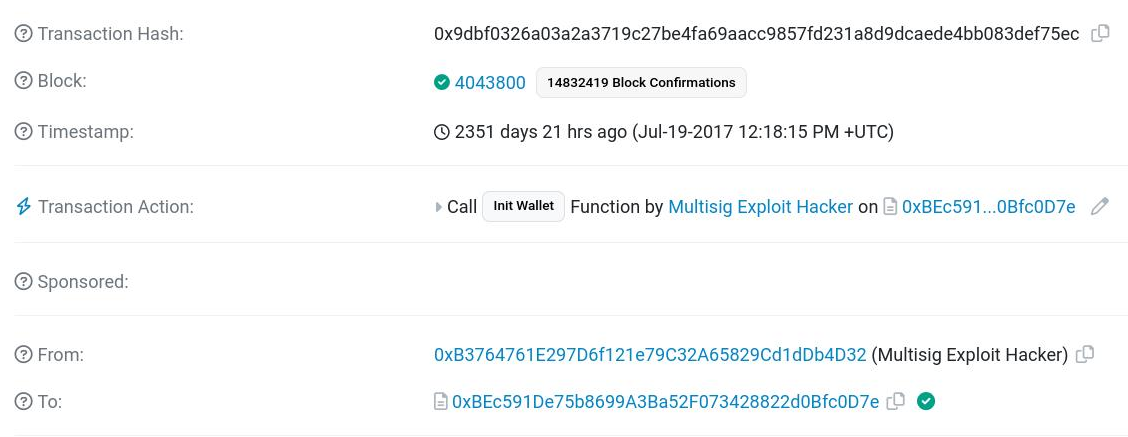 Transaction Hash: 0x9dbf0326a03a2a3719c27be4fa69aacc9857fd231a8d9dcaede4bb083def75ec
Block: 4043800 14832419 Block Confirmations
Timestamp: 2351 days 21 hrs ago (Jul-19-2017 12:18:15 PM +UTC)
Transaction Action: Call Init Wallet Function by Multisig Exploit Hacker on 0xBEc591...0Bfc0D7e
Sponsored:
From: 0xB3764761E297D6f121e79C32A65829Cd1dDb4D32 (Multisig Exploit Hacker)
To: 0xBEc591De75b8699A3Ba52F073428822d0Bfc0D7e